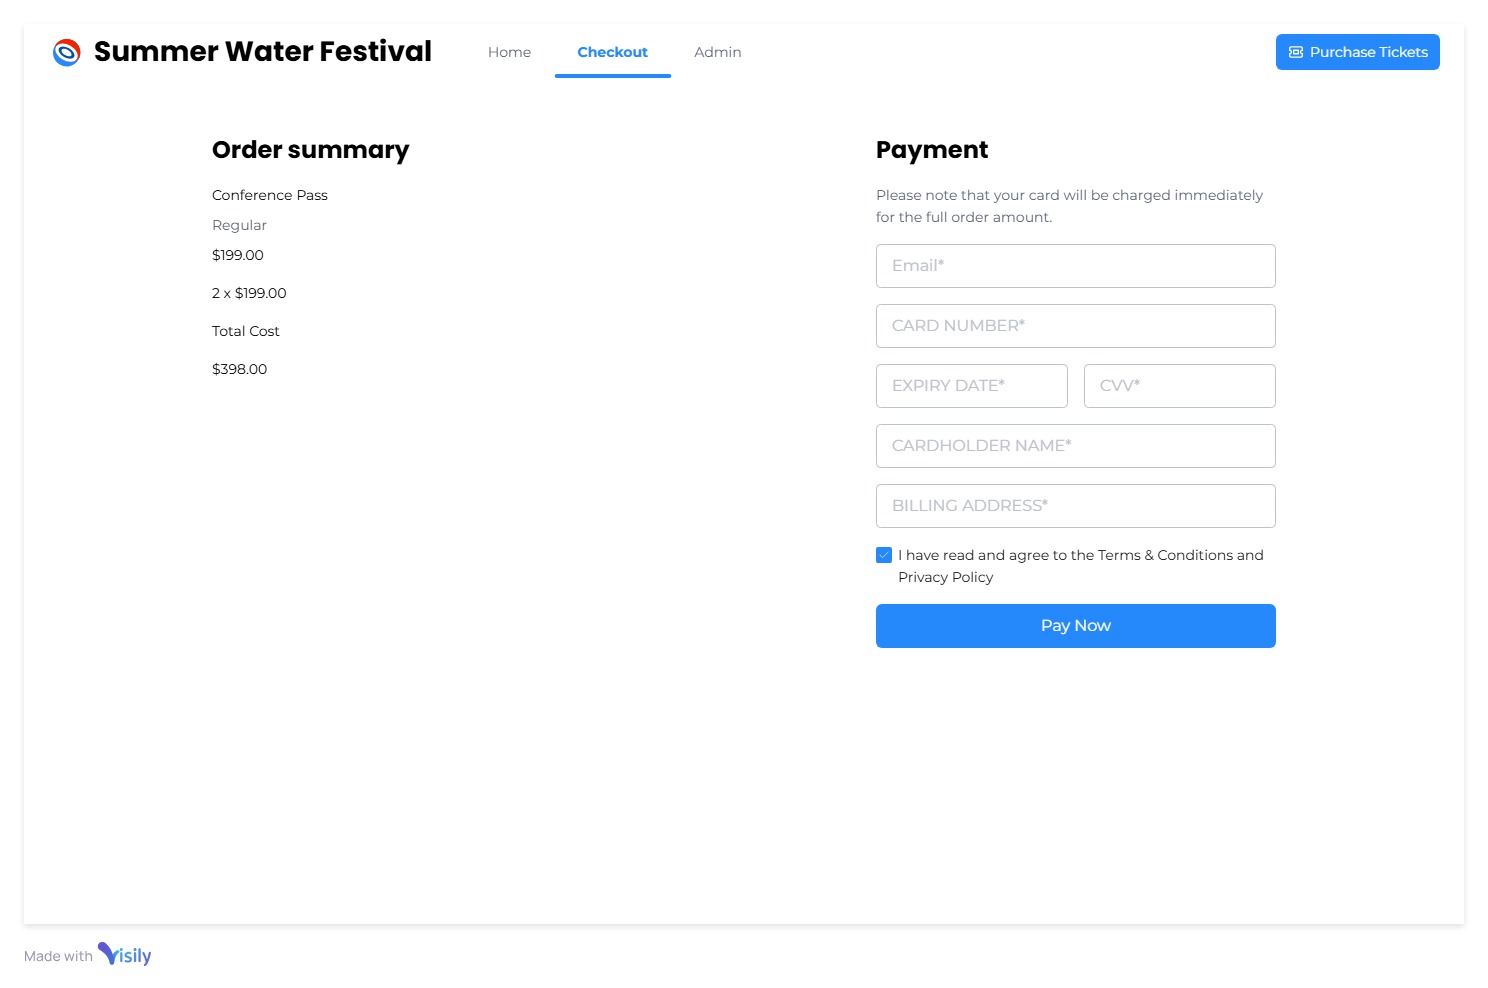 Summer Water Festival
Home
Checkout
Admin
Purchase Tickets
Order summary
Conference Pass
Regular
$199.00
2 x $199.00
Total Cost
$398.00
Payment
Please note that your card will be charged immediately
for the full order amount.
Email*
CARD NUMBER*
EXPIRY DATE*
CVV*
CARDHOLDER NAME*
BILLING ADDRESS*
I have read and agree to the Terms & Conditions and
Privacy Policy
Pay Now
Made with Visily